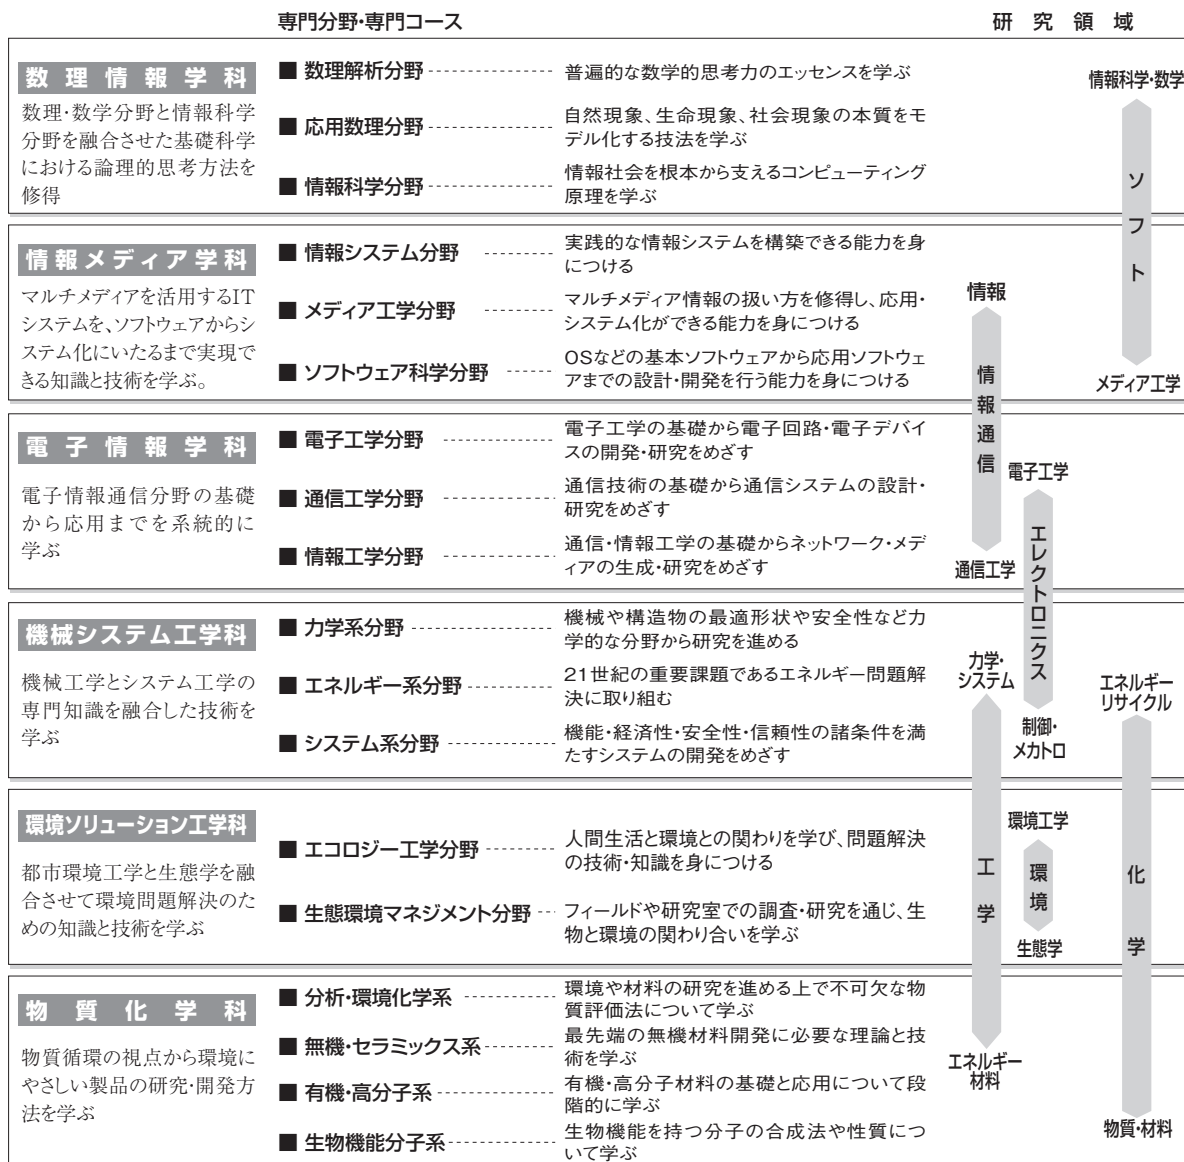 専門分野・専門コース
研究領域
数理情報学科
数理・数学分野と情報科学
分野を融合させた基礎科学
における論理的思考方法を
修得
■ 数理解析分野
普遍的な数学的思考力のエッセンスを学ぶ
■ 応用数理分野
自然現象、生命現象、社会現象の本質をモ
デル化する技法を学ぶ
■ 情報科学分野
情報社会を根本から支えるコンピューティング
原理を学ぶ
情報メディア学科
マルチメディアを活用するIT
システムを、ソフトウェアからシ
ステム化にいたるまで実現で
きる知識と技術を学ぶ。
■ 情報システム分野
実践的な情報システムを構築できる能力を身
につける
■ メディア工学分野
マルチメディア情報の扱い方を修得し、応用・
システム化ができる能力を身につける
■ ソフトウェア科学分野
OSなどの基本ソフトウェアから応用ソフトウェ
アまでの設計・開発を行う能力を身につける
電子情報学科
電子情報通信分野の基礎
から応用までを系統的に
学ぶ
■ 電子工学分野
電子工学の基礎から電子回路・電子デバイ
スの開発・研究をめざす
■ 通信工学分野
通信技術の基礎から通信システムの設計・
研究をめざす
■ 情報工学分野
通信・情報工学の基礎からネットワーク・メデ
ィアの生成・研究をめざす
機械システム工学科
機械工学とシステム工学の
専門知識を融合した技術を
学ぶ
■ 力学系分野
機械や構造物の最適形状や安全性など力
学的な分野から研究を進める
■ エネルギー系分野
21世紀の重要課題であるエネルギー問題解
決に取り組む
■ システム系分野
機能・経済性・安全性・信頼性の諸条件を満
たすシステムの開発をめざす
環境ソリューション工学科
都市環境工学と生態学を融
合させて環境問題解決のた
めの知識と技術を学ぶ
■ エコロジー工学分野
人間生活と環境との関わりを学び、問題解決
の技術・知識を身につける
■ 生態環境マネジメント分野
フィールドや研究室での調査・研究を通じ、生
物と環境の関わり合いを学ぶ
物質化学科
物質循環の視点から環境に
やさしい製品の研究・開発方
法を学ぶ
■ 分析・環境化学系
環境や材料の研究を進める上で不可欠な物
質評価法について学ぶ
■ 無機・セラミックス系
最先端の無機材料開発に必要な理論と技
術を学ぶ
■ 有機・高分子系
有機・高分子材料の基礎と応用について段
階的に学ぶ
■ 生物機能分子系
生物機能を持つ分子の合成法や性質につ
いて学ぶ
情報科学・数学
ソフト
メディア工学
情報
情報通信
通信工学
電子工学
エレクトロニクス
制御・
メカトロ
力学・
システム
工学
エネルギー
材料
環境工学
環境
生態学
エネルギー
リサイクル
化学
物質・材料